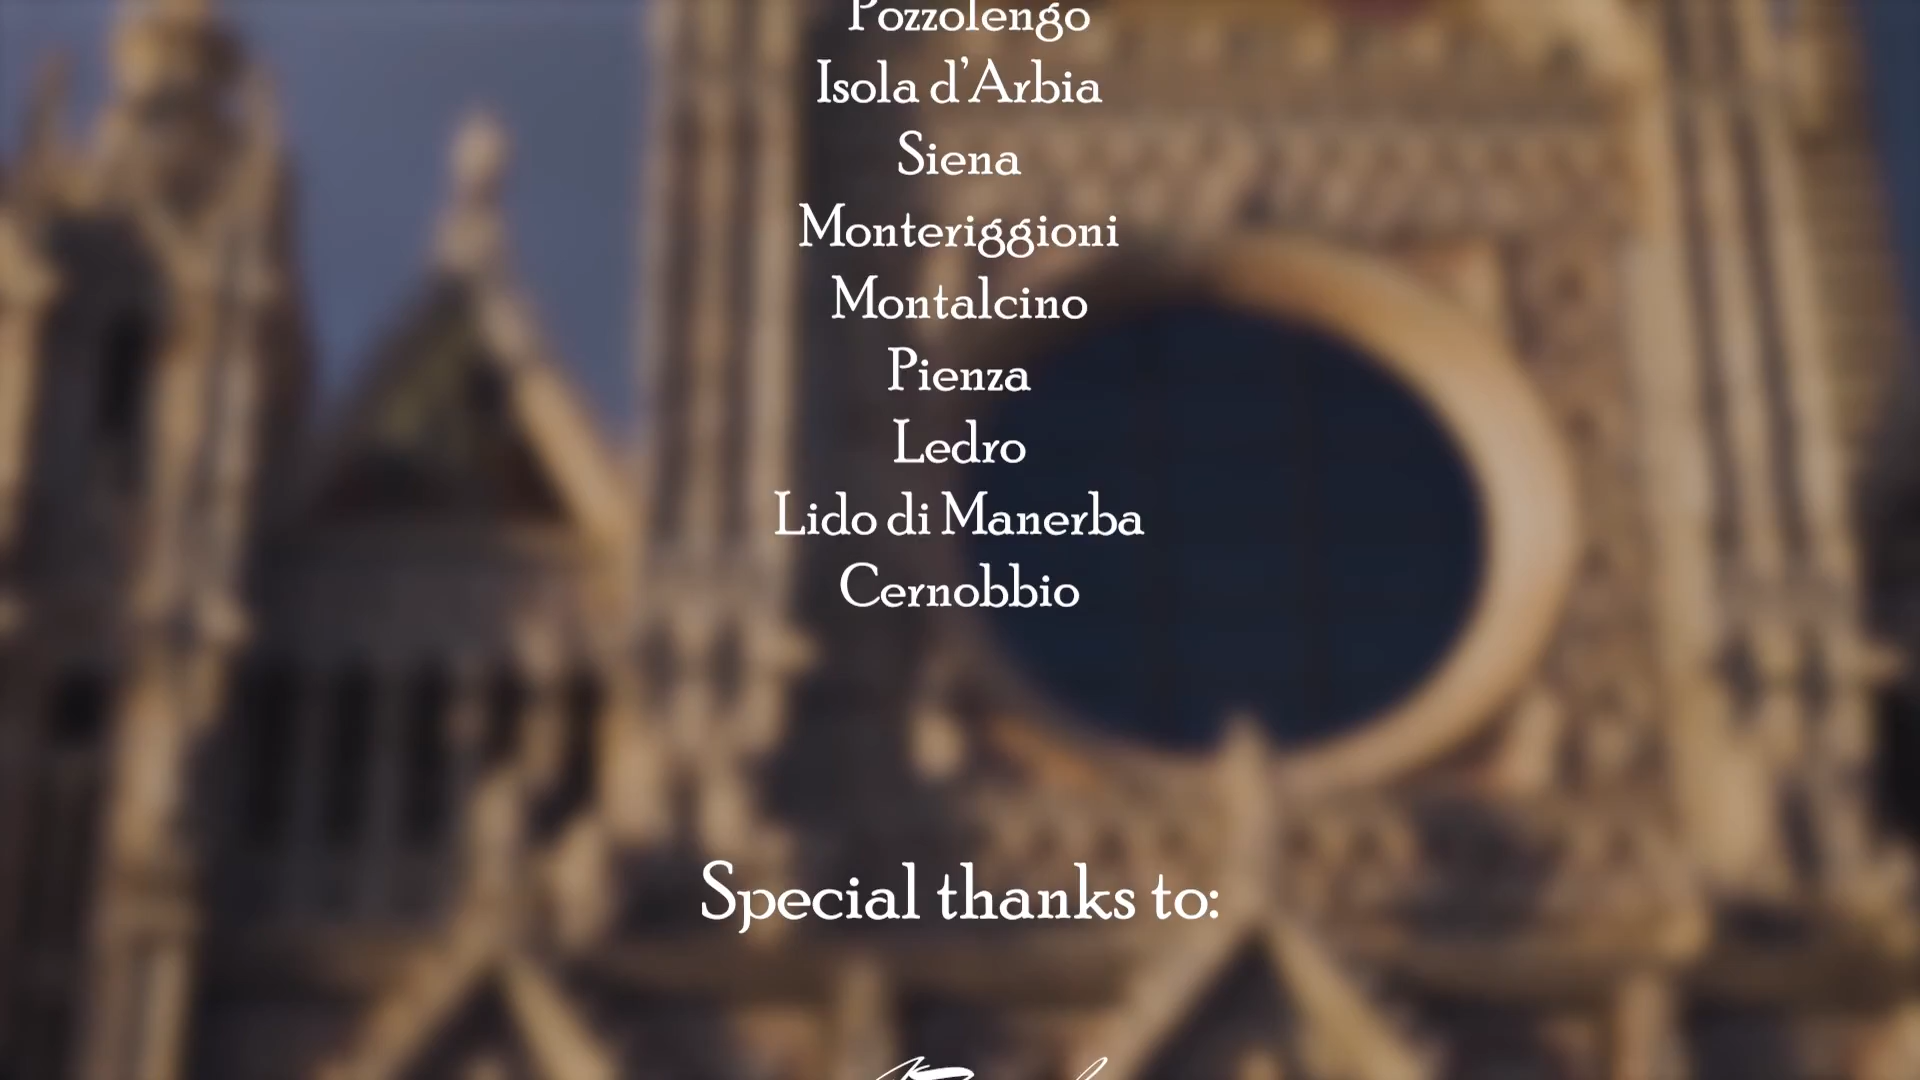 Pozzolengo
Isola d'Arbia
Siena
Monteriggioni
Montalcino
Pienza
Ledro
Lido di Manerba
Cernobbio
Special thanks to: